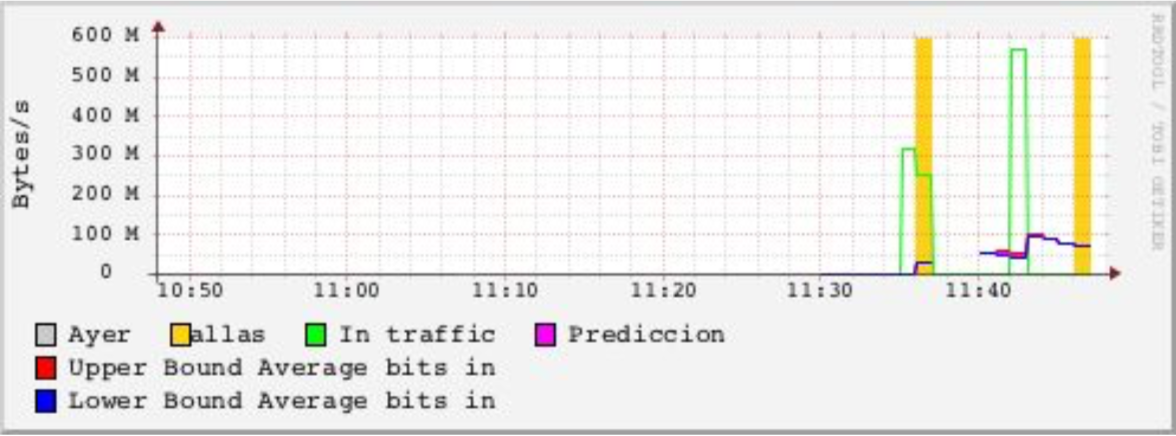 600 M
500 M
400 M
300 M
200 M
100 M
0
Bytes/s
10:50 11:00 11:10 11:20 11:30 11:40
Ayer allas In traffic Prediccion
Upper Bound Average bits in
Lower Bound Average bits in
RRDTOOL / TOBI OETIKER